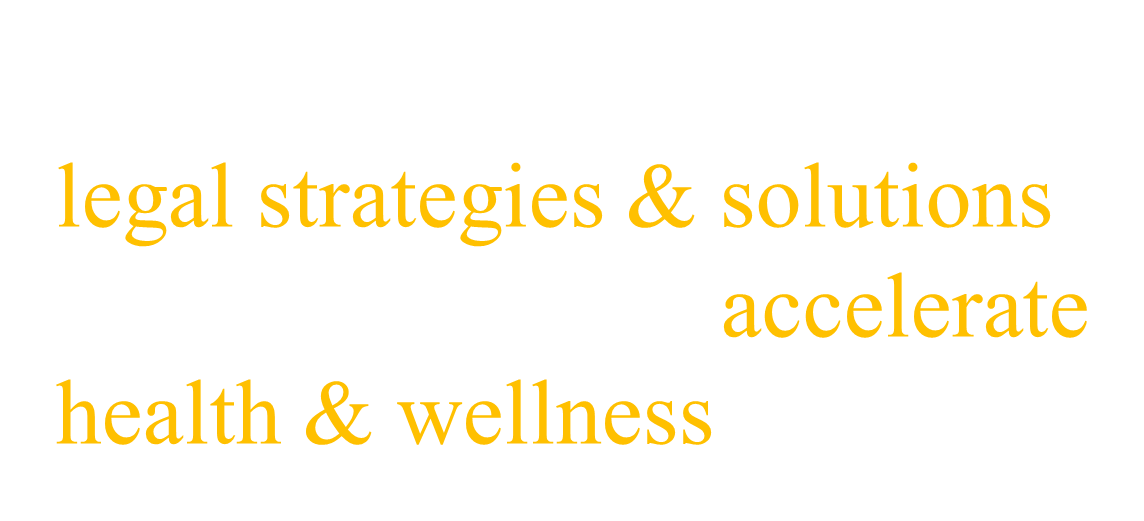 legal strategies & solutions
accelerate
health & wellness